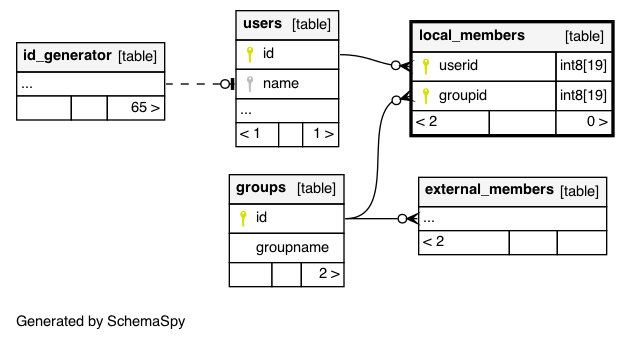 id_generator [table]
...
65 >
users [table]
id
name
...
< 1 1 >
local_members [table]
userid int8[19]
groupid int8[19]
< 2 0 >
groups [table]
id
groupname
2 >
external_members [table]
...
< 2
Generated by SchemaSpy